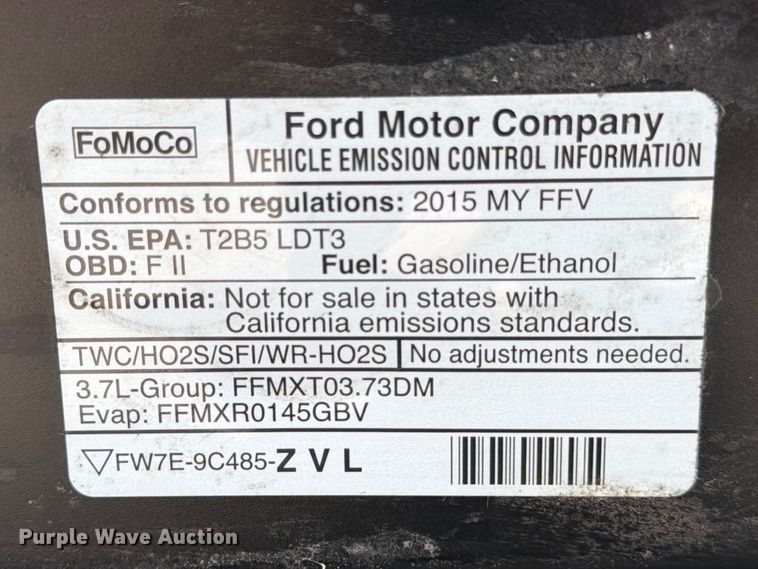 FoMoCo
Ford Motor Company
VEHICLE EMISSION CONTROL INFORMATION
Conforms to regulations: 2015 MY FFV
U.S. EPA: T2B5 LDT3
OBD: F II Fuel: Gasoline/Ethanol
California: Not for sale in states with
California emissions standards.
TWC/HO2S/SFI/WR-HO2S No adjustments needed.
3.7L-Group: FFMXT03.73DM
Evap: FFMXR0145GBV
FW7E-9C485-Z V L
Purple Wave Auction